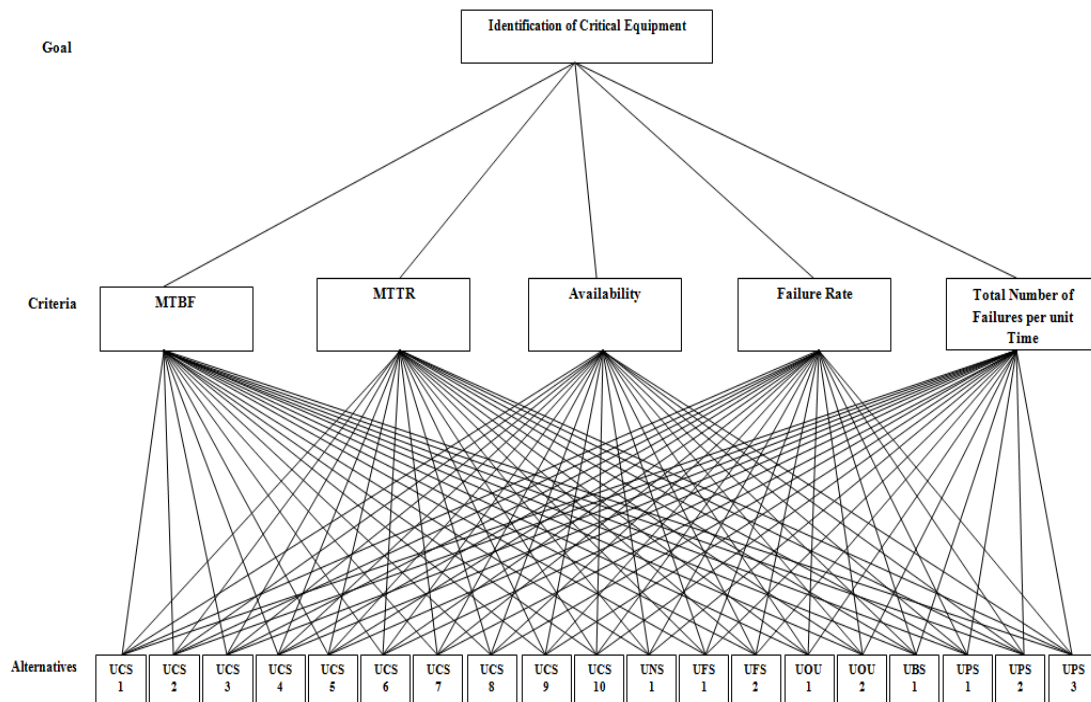 Identification of Critical Equipment
Goal
Criteria
MTBF
MTTR
Availability
Failure Rate
Total Number of
Failures per unit
Time
Alternatives
UCS
1
UCS
2
UCS
3
UCS
4
UCS
5
UCS
6
UCS
7
UCS
8
UCS
9
UCS
10
UNS
1
UFS
1
UFS
2
UOU
1
UOU
2
UBS
1
UPS
1
UPS
2
UPS
3